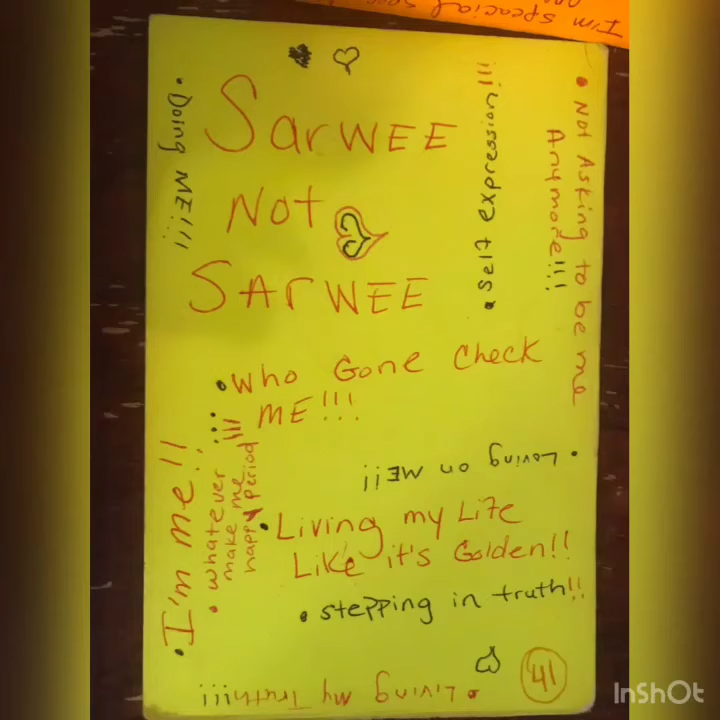 I'm speacial
Sarwee
Not
Sarwee
• Doing ME!!!
• Self expression!!!
• Not Asking to be me
Anymore!!!!
• Who Gone Check
ME!!!
• Loving on ME!!
• I'm me!!
• whatever !!!
make me
happy period!!!
• Living my Life
Like it's Golden!!
• stepping in truth!!
• Living My Truth!!!!
41
InShOt